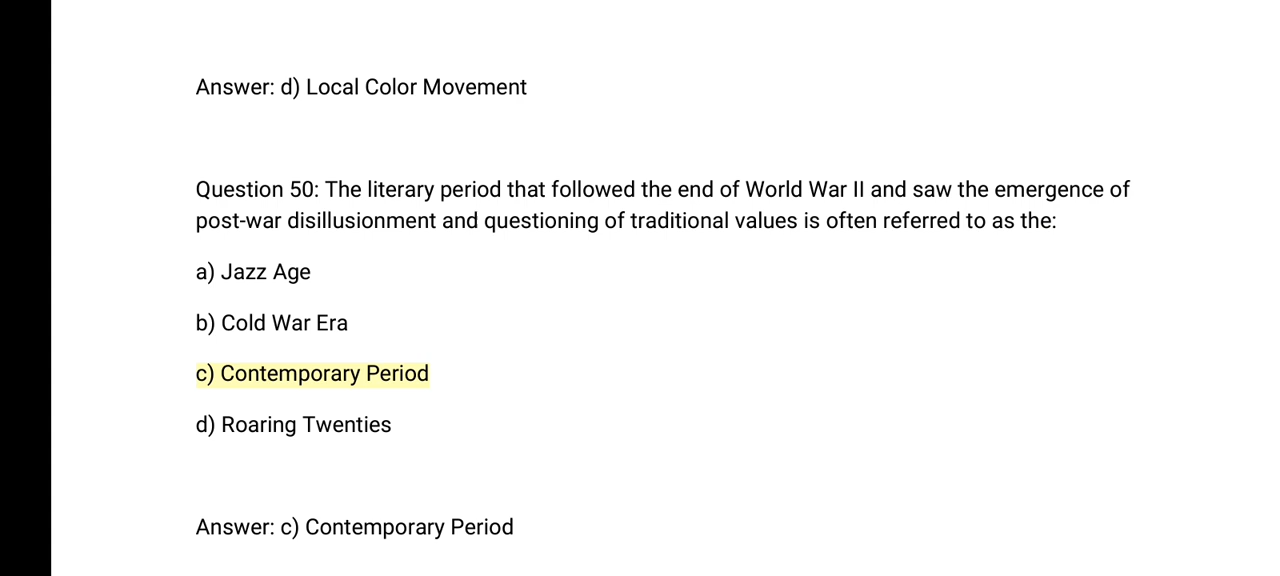 Answer: d) Local Color Movement
Question 50: The literary period that followed the end of World War II and saw the emergence of
post-war disillusionment and questioning of traditional values is often referred to as the:
a) Jazz Age
b) Cold War Era
c) Contemporary Period
d) Roaring Twenties
Answer: c) Contemporary Period